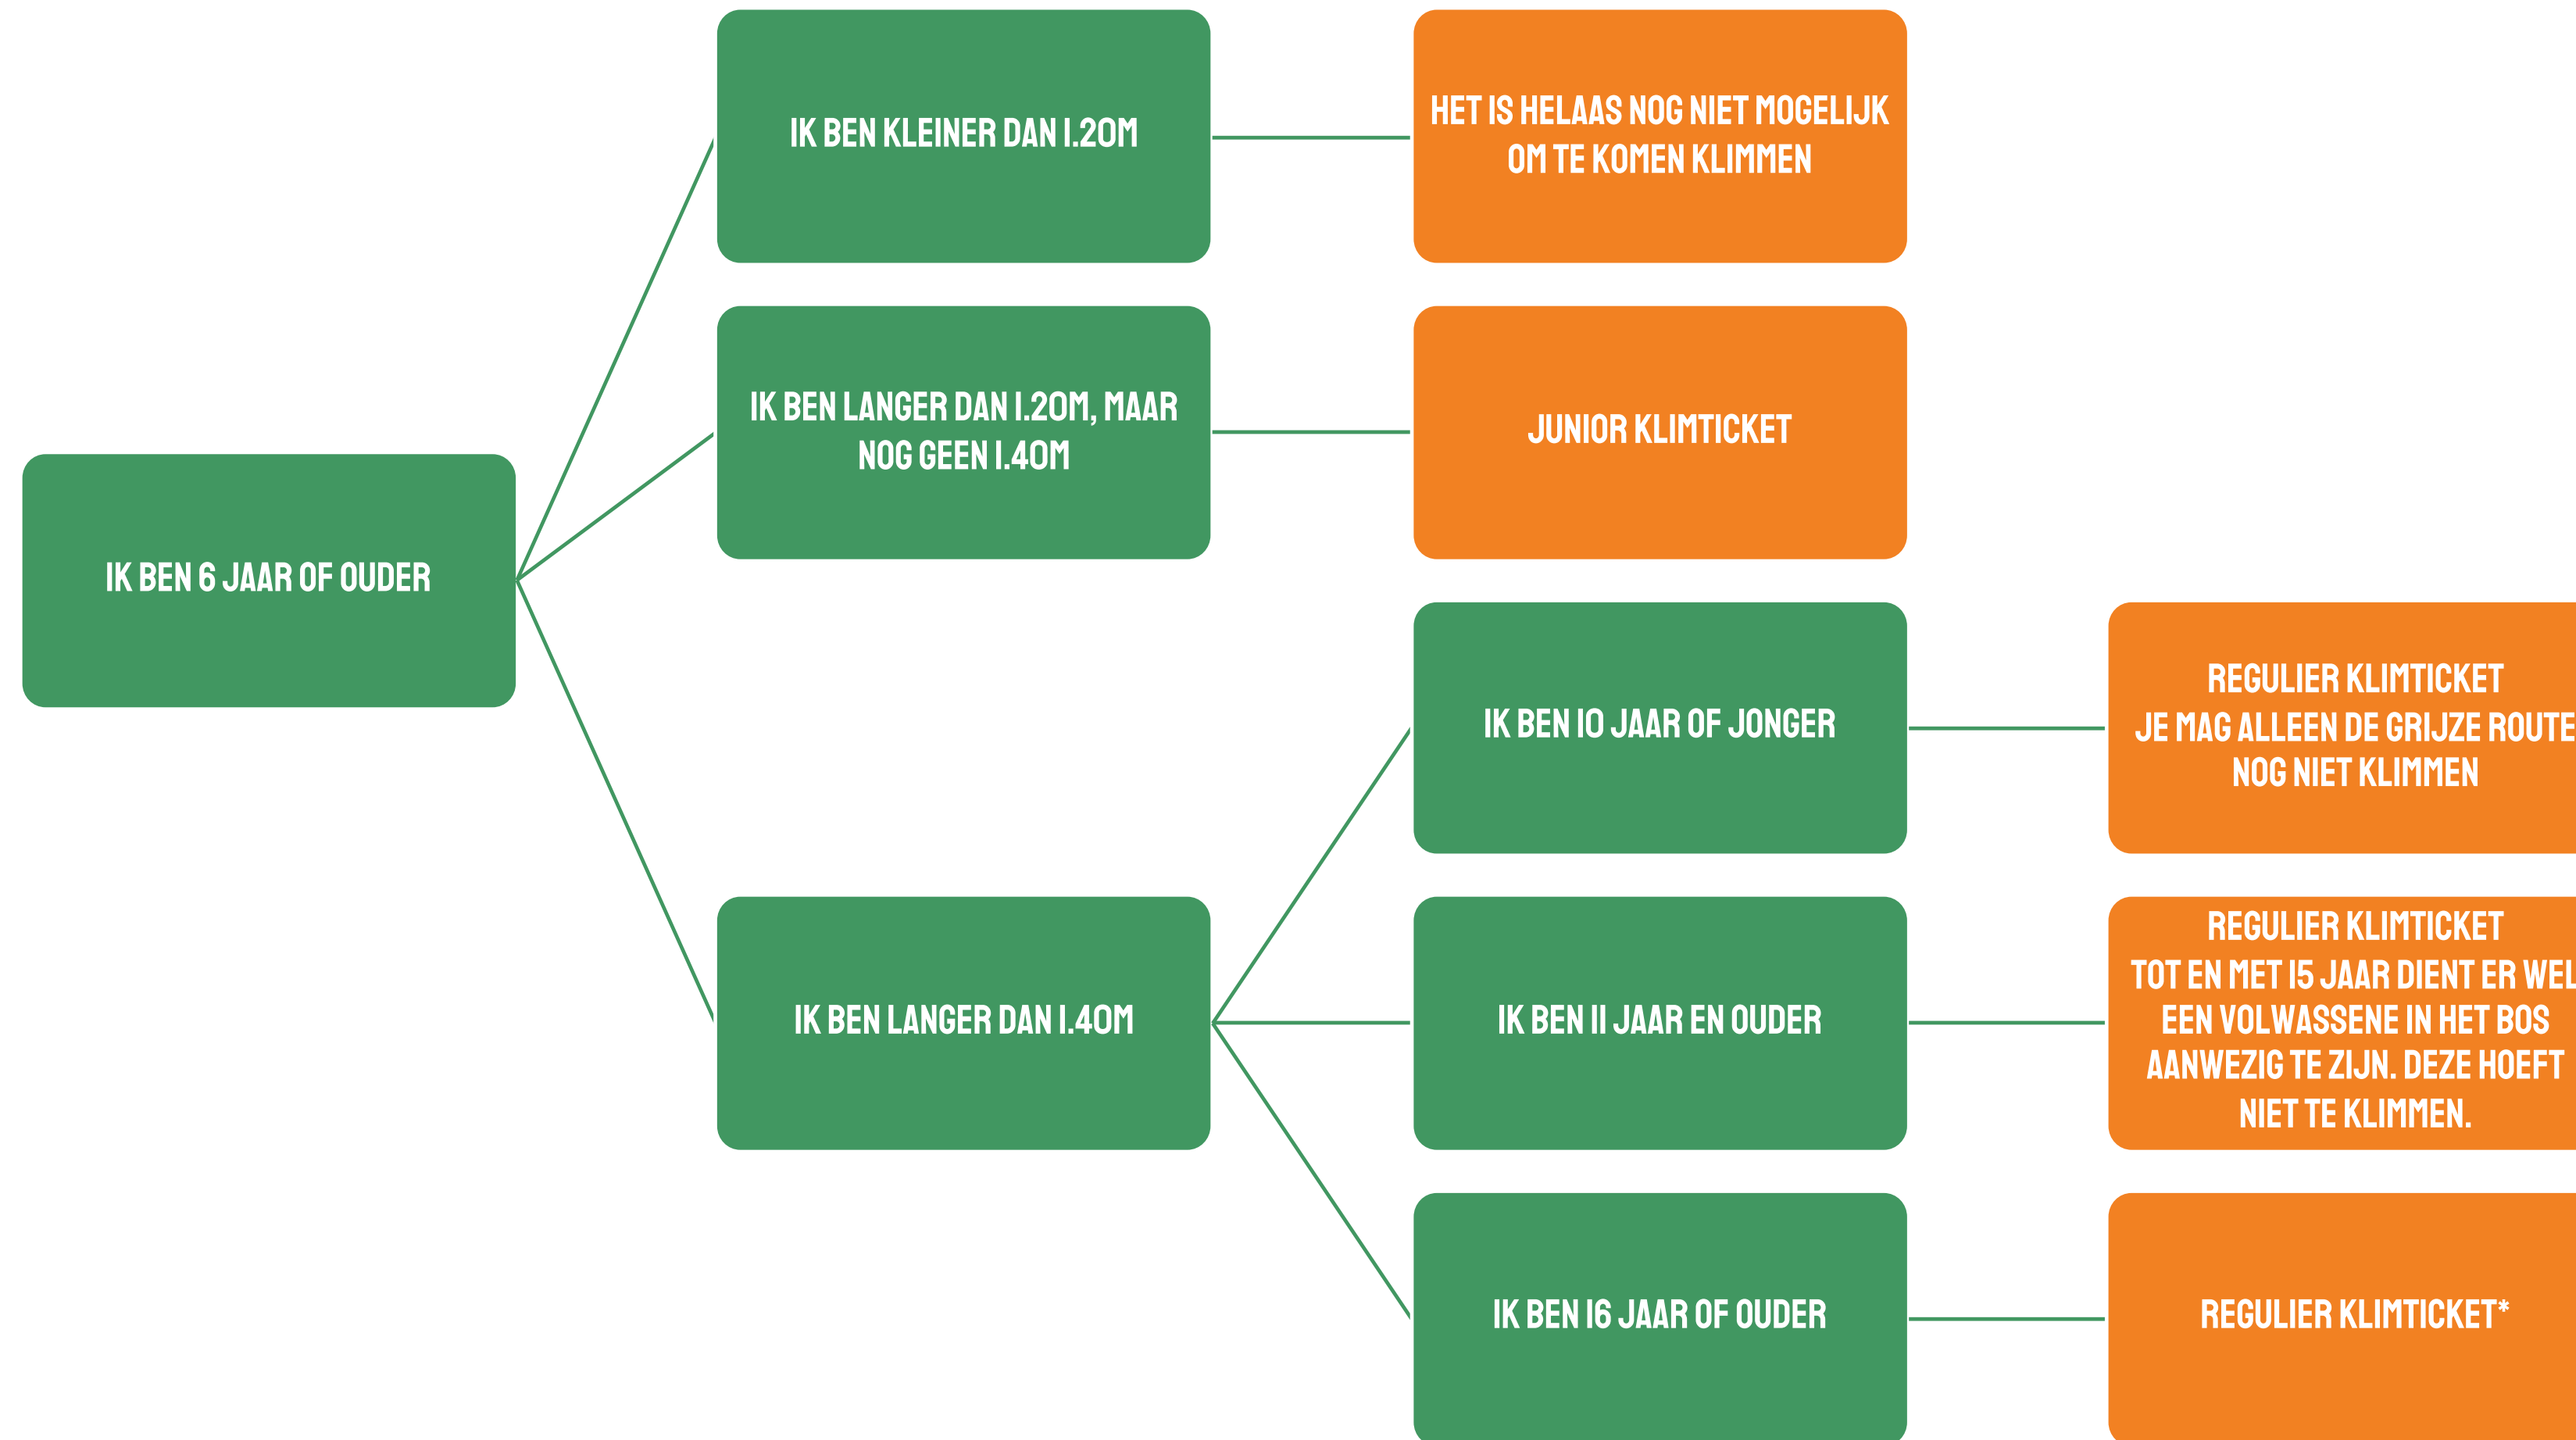 IK BEN 6 JAAR OF OUDER
IK BEN KLEINER DAN 1.20M
HET IS HELAAS NOG NIET MOGELIJK
OM TE KOMEN KLIMMEN
IK BEN LANGER DAN 1.20M, MAAR
NOG GEEN 1.40M
JUNIOR KLIMTICKET
IK BEN LANGER DAN 1.40M
IK BEN 10 JAAR OF JONGER
REGULIER KLIMTICKET
JE MAG ALLEEN DE GRIJZE ROUTE
NOG NIET KLIMMEN
IK BEN 11 JAAR EN OUDER
REGULIER KLIMTICKET
TOT EN MET 15 JAAR DIENT ER WEL
EEN VOLWASSENE IN HET BOS
AANWEZIG TE ZIJN. DEZE HOEFT
NIET TE KLIMMEN.
IK BEN 16 JAAR OF OUDER
REGULIER KLIMTICKET*